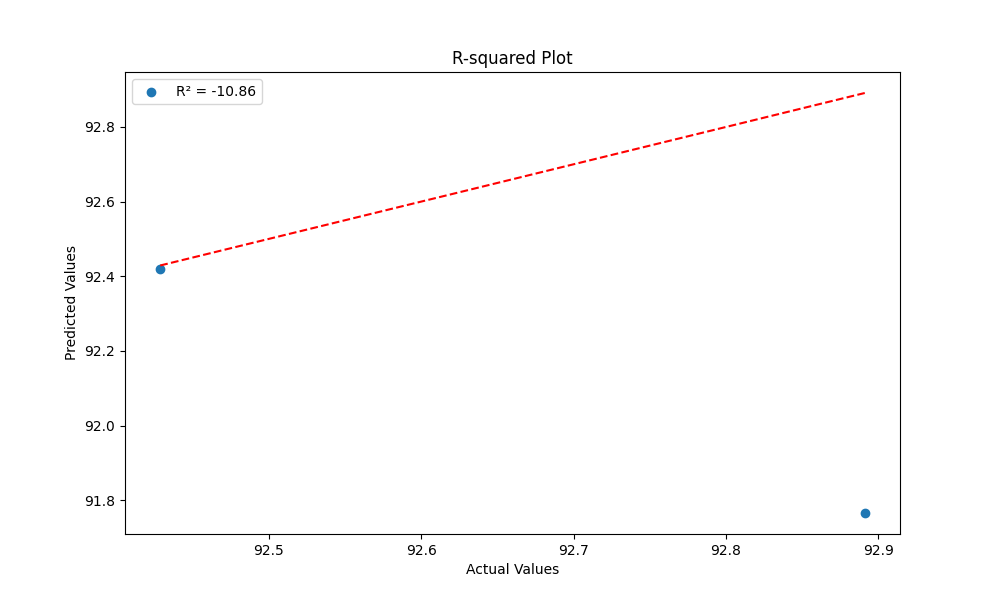 R-squared Plot
R² = -10.86
Predicted Values
92.8
92.6
92.4
92.2
92.0
91.8
92.5 92.6 92.7 92.8 92.9
Actual Values